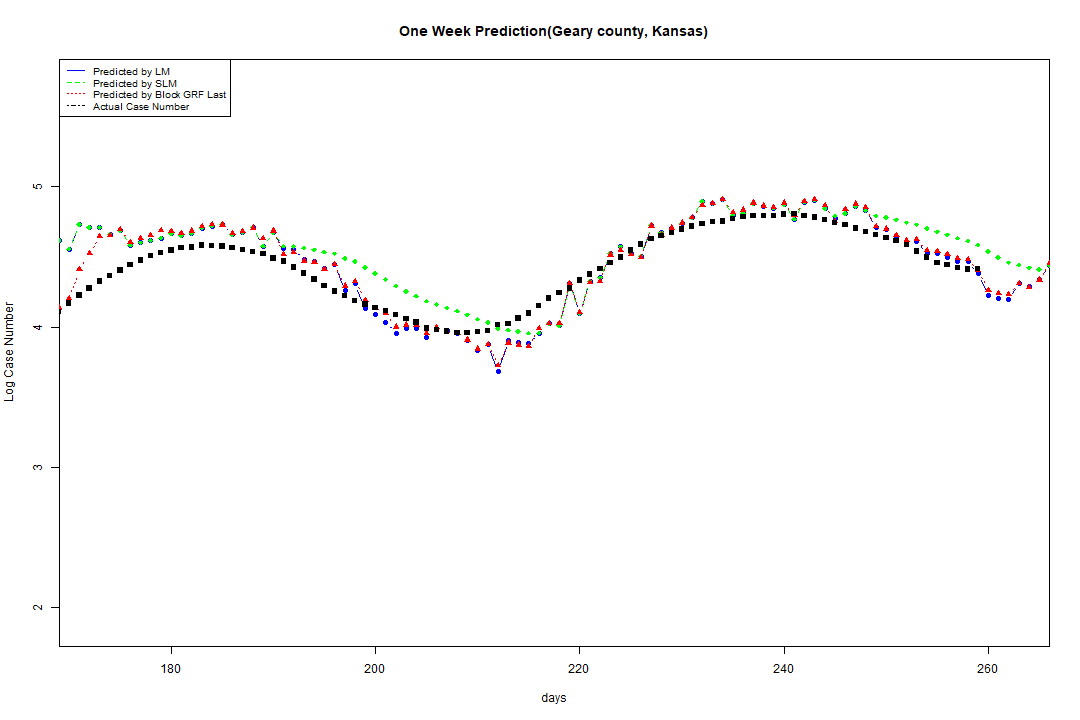 One Week Prediction(Geary county, Kansas)
Predicted by LM
Predicted by SLM
Predicted by Block GRF Last
Actual Case Number
5
4
3
2
Log Case Number
180 200 220 240 260
days